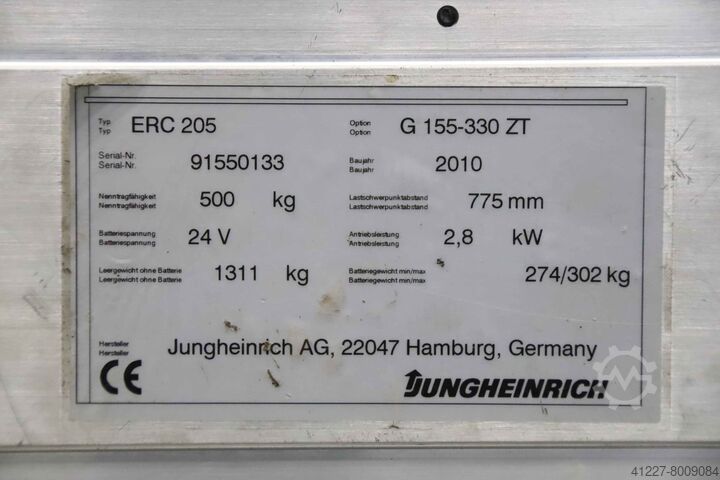 Typ Typ ERC 205 Option Option G 155-330 ZT
Serial-Nr. Serial-Nr. 91550133 Baujahr Baujahr 2010
Nenntragfähigkeit Nenntragfähigkeit 500 kg Lastschwerpunktabstand Lastschwerpunktabstand 775 mm
Batteriespannung Batteriespannung 24 V Antriebsleistung Antriebsleistung 2,8 kW
Leergewicht ohne Batterie Leergewicht ohne Batterie 1311 kg Batteriegewicht min/max Batteriegewicht min/max 274/302 kg
Hersteller Hersteller Jungheinrich AG, 22047 Hamburg, Germany
CE JUNGHEINRICH
41227-8009084